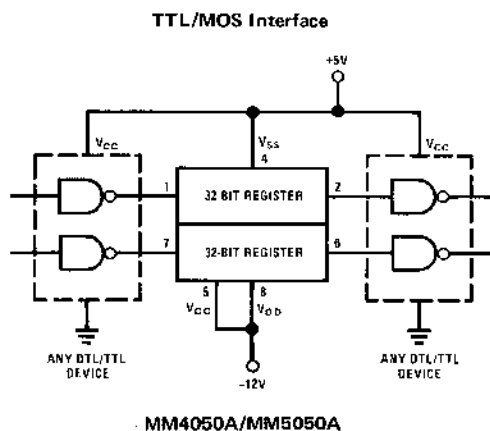 TTL/MOS Interface
+5V
VCC
VSS
4
VCC
1
32 BIT REGISTER
2
7
32-BIT REGISTER
6
5
8
VGG
VDD
ANY DTL/TTL
DEVICE
-12V
ANY DTL/TTL
DEVICE
MM4050A/MM5050A